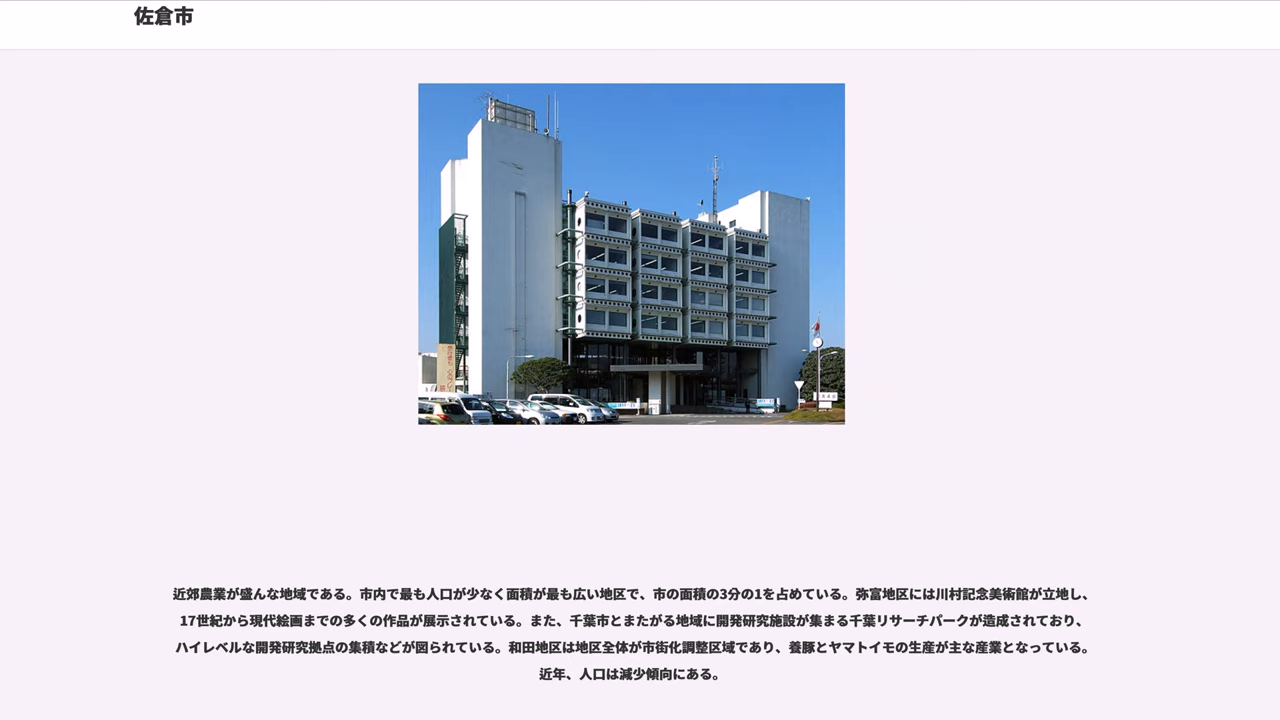 佐倉市
近郊農業が盛んな地域である。市内で最も人口が少なく面積が最も広い地区で、市の面積の3分の1を占めている。弥富地区には川村記念美術館が立地し、
17世紀から現代絵画までの多くの作品が展示されている。また、千葉市とまたがる地域に開発研究施設が集まる千葉リサーチパークが造成されており、
ハイレベルな開発研究拠点の集積などが図られている。和田地区は地区全体が市街化調整区域であり、養豚とヤマトイモの生産が主な産業となっている。
近年、人口は減少傾向にある。